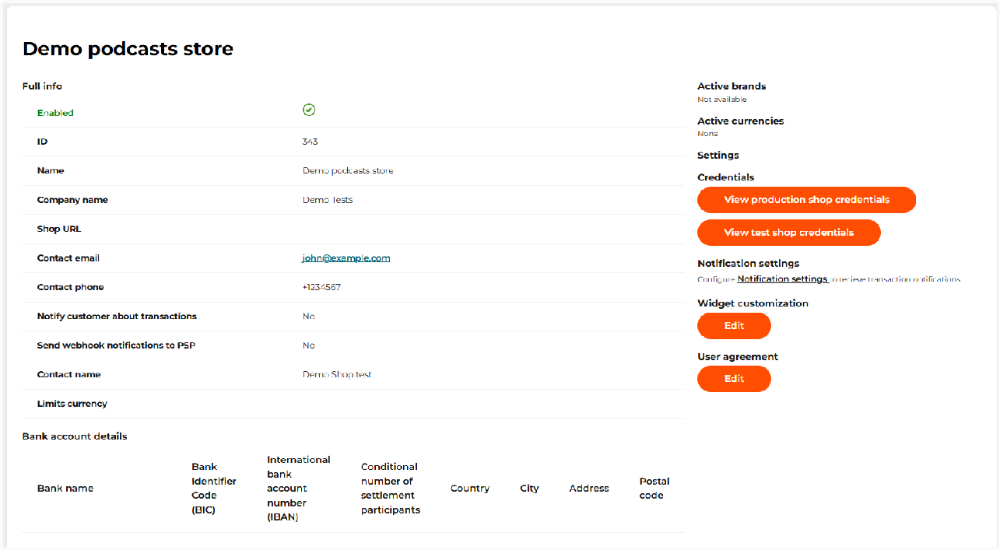 Demo podcasts store
Full info
Enabled
ID 343
Name Demo podcasts store
Company name Demo Tests
Shop URL
Contact email john@example.com
Contact phone +1234567
Notify customer about transactions No
Send webhook notifications to PSP No
Contact name Demo Shop test
Limits currency
Bank account details
Bank name
Bank
Identifier
Code
(BIC)
International
bank
account
number
(IBAN)
Conditional
number of
settlement
participants
Country
City
Address
Postal
code
Active brands
Not available
Active currencies
None
Settings
Credentials
View production shop credentials
View test shop credentials
Notification settings
Configure Notification settings to recieve transaction notifications
Widget customization
Edit
User agreement
Edit